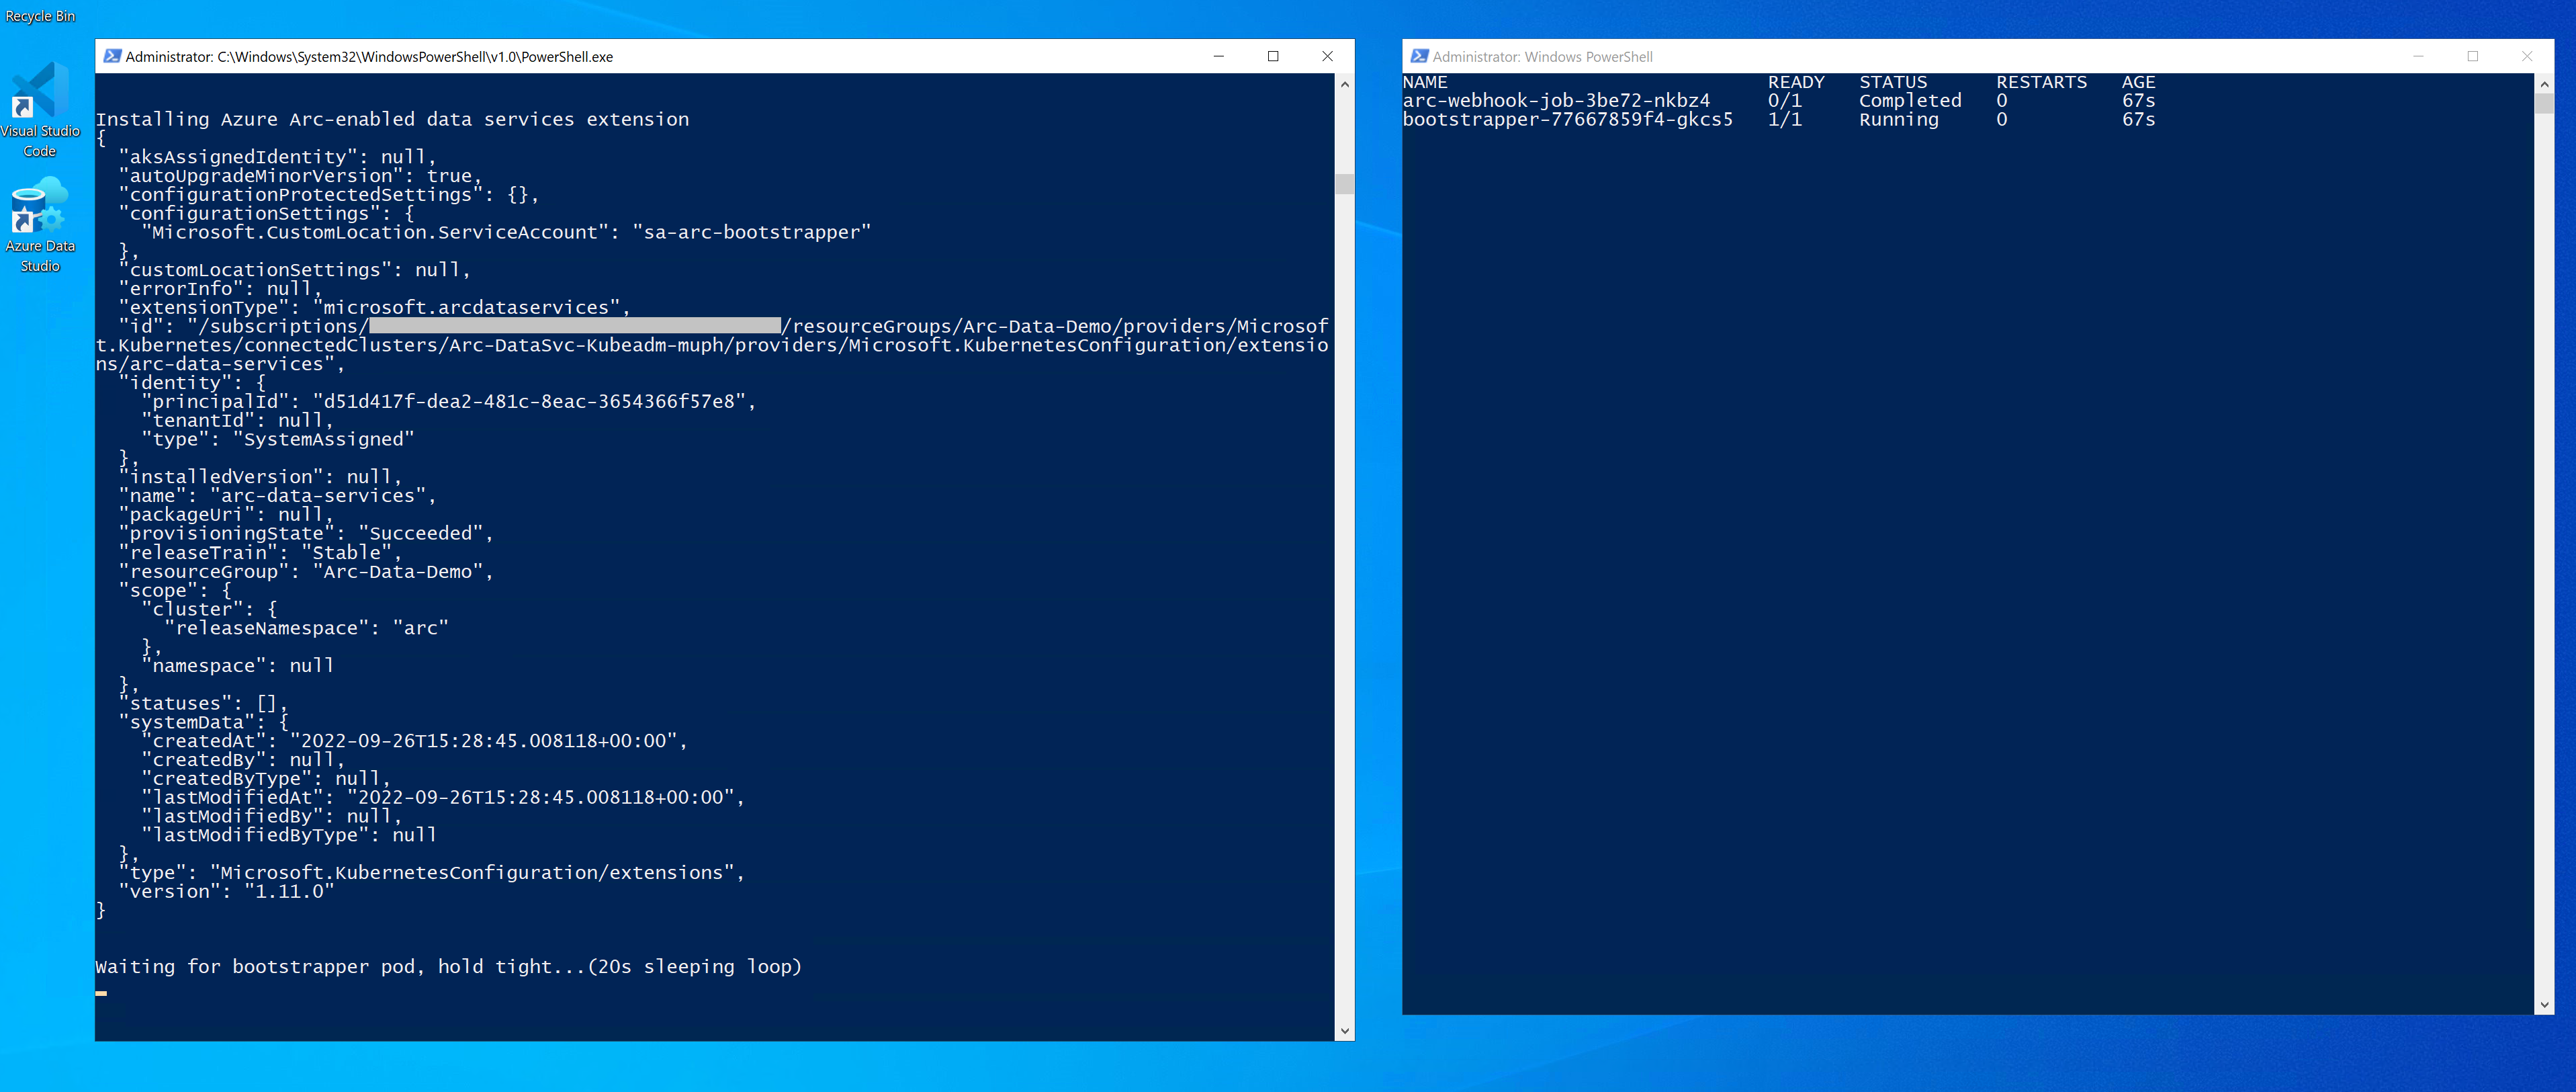 Recycle Bin
Visual Studio
Code
Azure Data
Studio
Administrator: C:\Windows\System32\WindowsPowerShell\v1.0\PowerShell.exe
Installing Azure Arc-enabled data services extension
{
  "aksAssignedIdentity": null,
  "autoUpgradeMinorVersion": true,
  "configurationProtectedSettings": {},
  "configurationSettings": {
    "Microsoft.CustomLocation.ServiceAccount": "sa-arc-bootstrapper"
  },
  "customLocationSettings": null,
  "errorInfo": null,
  "extensionType": "microsoft.arcdataservices",
  "id": "/subscriptions/ /resourceGroups/Arc-Data-Demo/providers/Microsof
t.Kubernetes/connectedClusters/Arc-DataSvc-Kubeadm-muph/providers/Microsoft.KubernetesConfiguration/extensio
ns/arc-data-services",
  "identity": {
    "principalId": "d51d417f-dea2-481c-8eac-3654366f57e8",
    "tenantId": null,
    "type": "SystemAssigned"
  },
  "installedVersion": null,
  "name": "arc-data-services",
  "packageUri": null,
  "provisioningState": "Succeeded",
  "releaseTrain": "Stable",
  "resourceGroup": "Arc-Data-Demo",
  "scope": {
    "cluster": {
      "releaseNamespace": "arc"
    },
    "namespace": null
  },
  "statuses": [],
  "systemData": {
    "createdAt": "2022-09-26T15:28:45.008118+00:00",
    "createdBy": null,
    "createdByType": null,
    "lastModifiedAt": "2022-09-26T15:28:45.008118+00:00",
    "lastModifiedBy": null,
    "lastModifiedByType": null
  },
  "type": "Microsoft.KubernetesConfiguration/extensions",
  "version": "1.11.0"
}
Waiting for bootstrapper pod, hold tight...(20s sleeping loop)
Administrator: Windows PowerShell
NAME READY STATUS RESTARTS AGE
arc-webhook-job-3be72-nkbz4 0/1 Completed 0 67s
bootstrapper-77667859f4-gkcs5 1/1 Running 0 67s